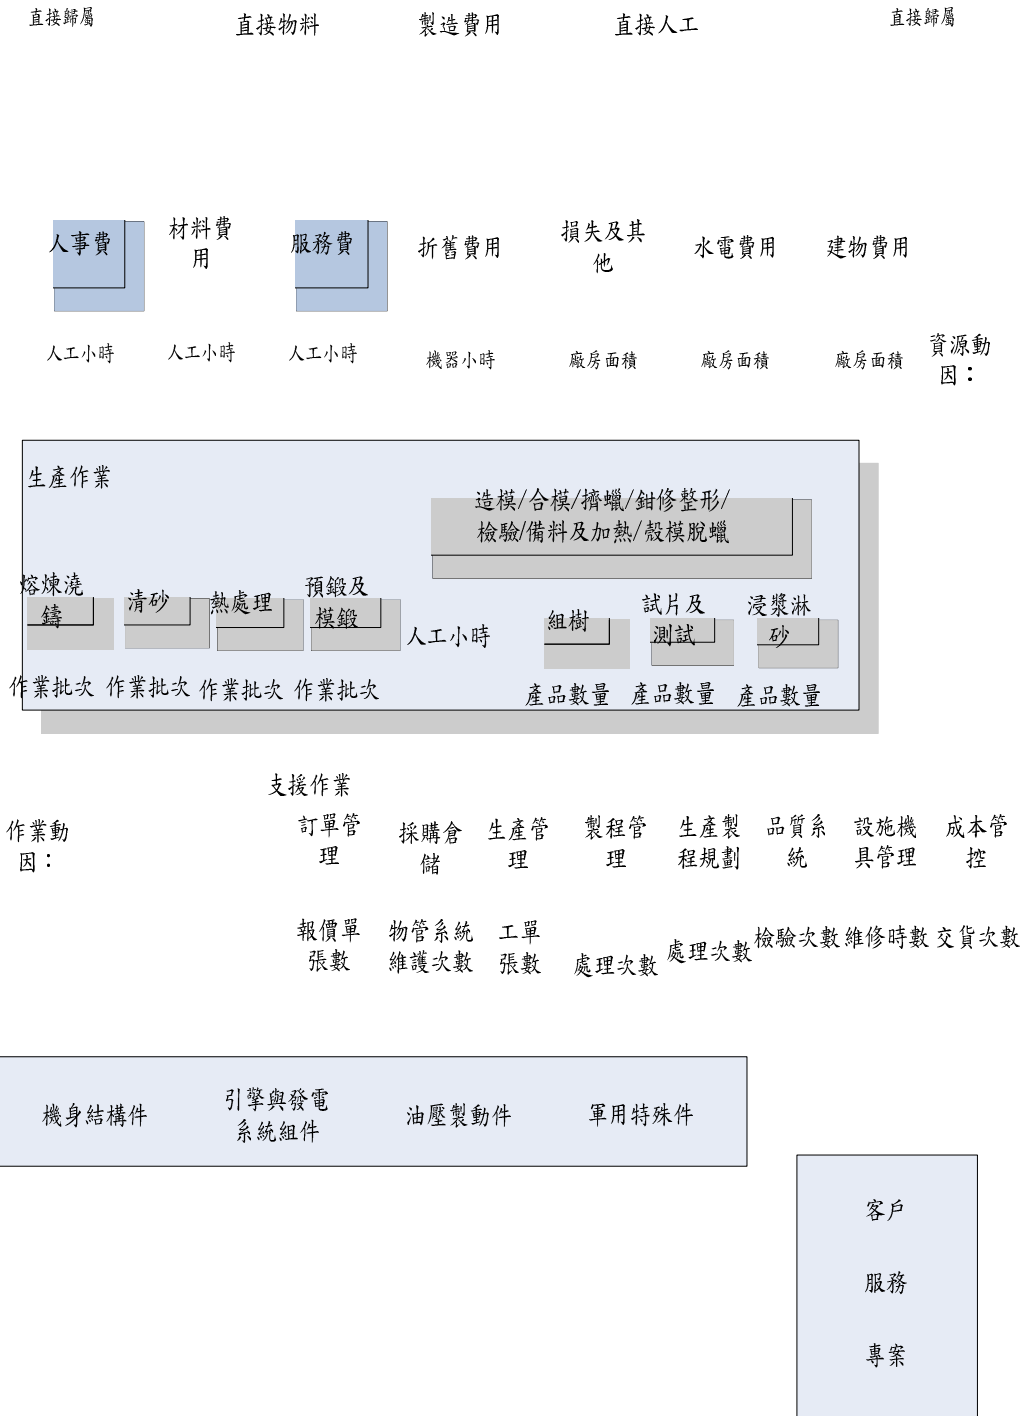 直接歸屬
直接物料
製造費用
直接人工
直接歸屬
人事費
材料費
用
服務費
折舊費用
損失及其
他
水電費用
建物費用
人工小時
人工小時
人工小時
機器小時
廠房面積
廠房面積
廠房面積
資源動
因：
生產作業
造模/合模/擠蠟/鉗修整形/
檢驗/備料及加熱/殼模脫蠟
熔煉澆
鑄
清砂
熱處理
預鍛及
模鍛
人工小時
組樹
試片及
測試
浸漿淋
砂
作業批次
作業批次
作業批次
作業批次
產品數量
產品數量
產品數量
支援作業
作業動
因：
訂單管
理
採購倉
儲
生產管
理
製程管
理
生產製
程規劃
品質系
統
設施機
具管理
成本管
控
報價單
張數
物管系統
維護次數
工單
張數
處理次數
處理次數
檢驗次數
維修時數
交貨次數
機身結構件
引擎與發電
系統組件
油壓製動件
軍用特殊件
客戶
服務
專案